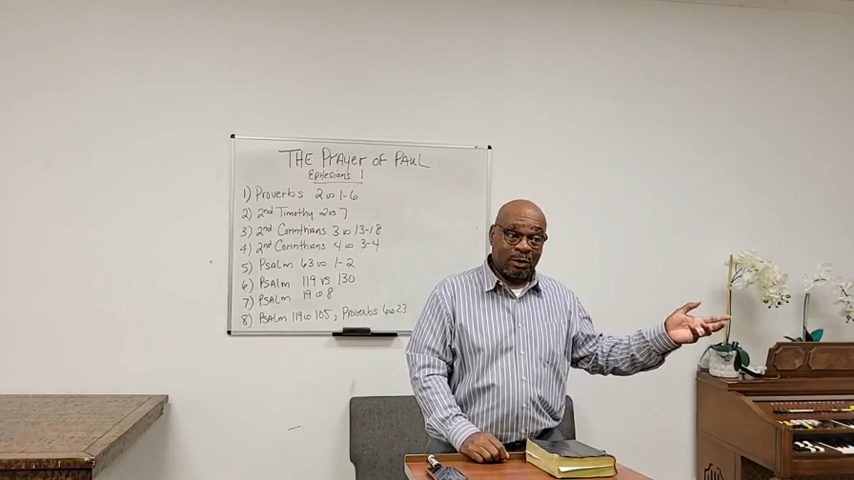 THE PRAYER OF PAUL
EPHESIANS 1
1) Proverbs 2 vs 1-6
2) 2nd Timothy 2 vs 7
3) 2nd Corinthians 3 vs 13-18
4) 2nd Corinthians 4 vs 3-4
5) Psalm 63 vs 1-2
6) Psalm 119 vs 130
7) Psalm 19 vs 8
8) Psalm 119 vs 105, Proverbs 6 vs 23